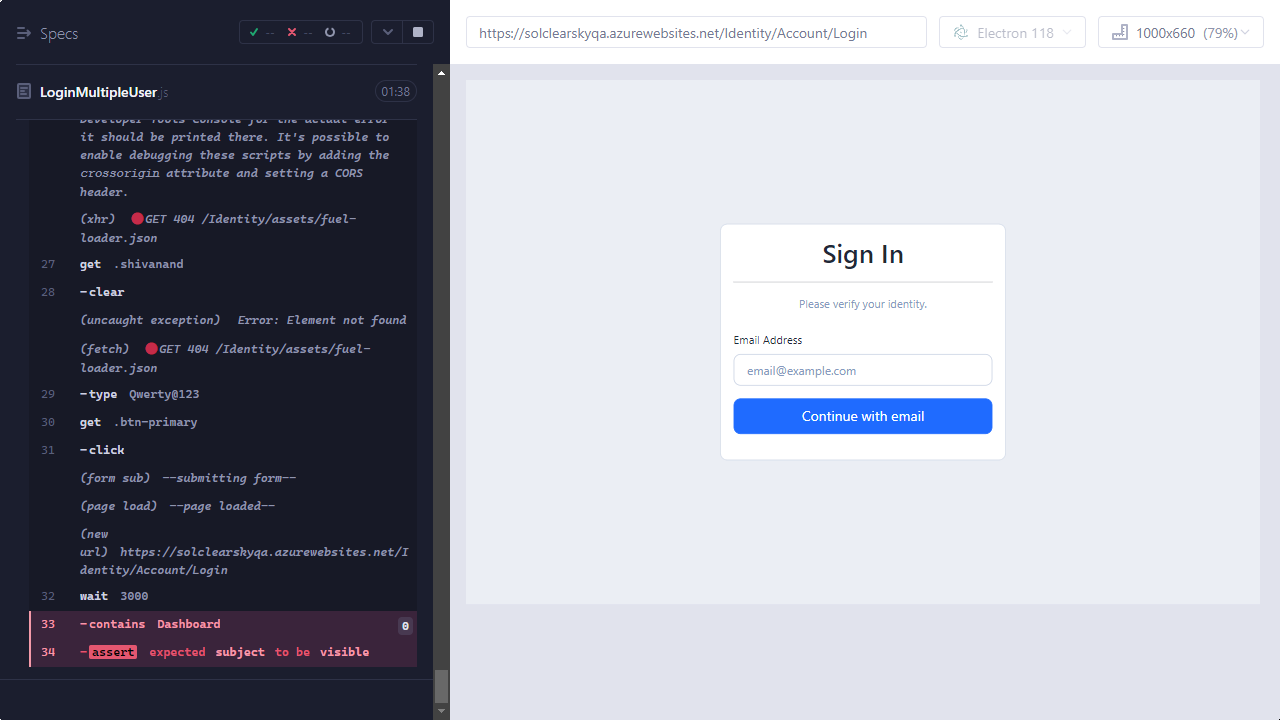 Specs
-- -- --
LoginMultipleUser.js
01:38
Developer Tools Console for the actual error -
it should be printed there. It's possible to
enable debugging these scripts by adding the
crossorigin attribute and setting a CORS
header.
(xhr) GET 404 /Identity/assets/fuel-
loader.json
27 get .shivanand
28 -clear
(uncaught exception) Error: Element not found
(fetch) GET 404 /Identity/assets/fuel-
loader.json
29 -type Qwerty@123
30 get .btn-primary
31 -click
(form sub) --submitting form--
(page load) --page loaded--
(new
url) https://solclearskyqa.azurewebsites.net/I
dentity/Account/Login
32 wait 3000
33 -contains Dashboard 0
34 -assert expected subject to be visible
https://solclearskyqa.azurewebsites.net/Identity/Account/Login
Electron 118
1000x660 (79%)
Sign In
Please verify your identity.
Email Address
email@example.com
Continue with email